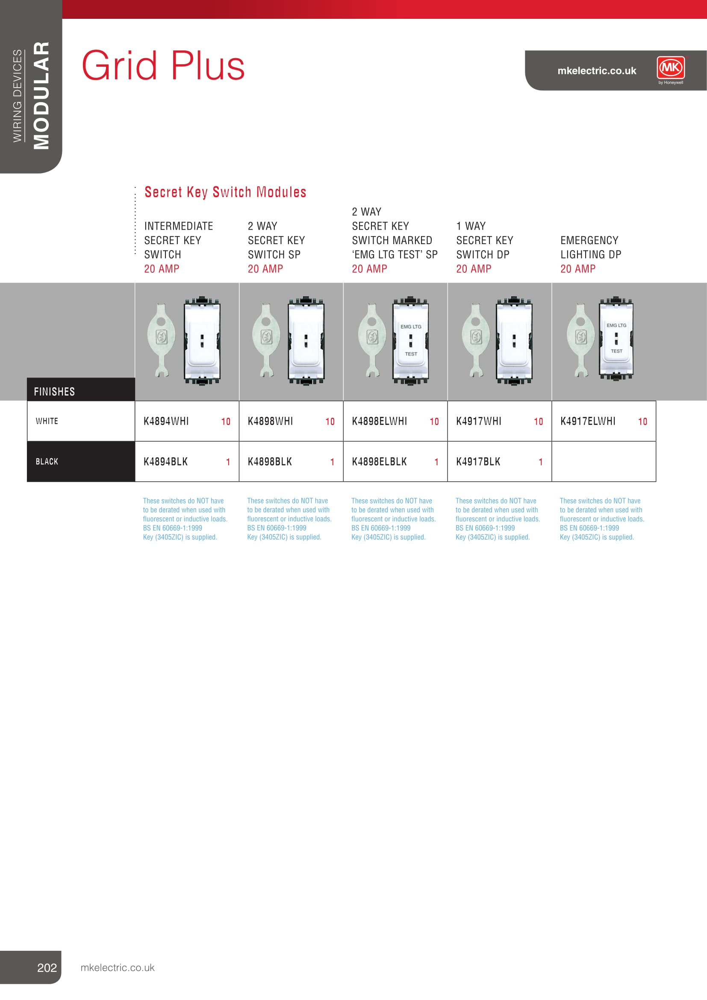 WIRING DEVICES
MODULAR
Grid Plus
mkelectric.co.uk
MK
by Honeywell
Secret Key Switch Modules
INTERMEDIATE
SECRET KEY
SWITCH
20 AMP
2 WAY
SECRET KEY
SWITCH SP
20 AMP
2 WAY
SECRET KEY
SWITCH MARKED
‘EMG LTG TEST’ SP
20 AMP
1 WAY
SECRET KEY
SWITCH DP
20 AMP
EMERGENCY
LIGHTING DP
20 AMP
MK
MK
MK
EMG LTG
TEST
MK
MK
EMG LTG
TEST
FINISHES
WHITE K4894WHI 10 K4898WHI 10 K4898ELWHI 10 K4917WHI 10 K4917ELWHI 10
BLACK K4894BLK 1 K4898BLK 1 K4898ELBLK 1 K4917BLK 1
These switches do NOT have
to be derated when used with
fluorescent or inductive loads.
BS EN 60669-1:1999
Key (3405ZIC) is supplied.
These switches do NOT have
to be derated when used with
fluorescent or inductive loads.
BS EN 60669-1:1999
Key (3405ZIC) is supplied.
These switches do NOT have
to be derated when used with
fluorescent or inductive loads.
BS EN 60669-1:1999
Key (3405ZIC) is supplied.
These switches do NOT have
to be derated when used with
fluorescent or inductive loads.
BS EN 60669-1:1999
Key (3405ZIC) is supplied.
These switches do NOT have
to be derated when used with
fluorescent or inductive loads.
BS EN 60669-1:1999
Key (3405ZIC) is supplied.
202
mkelectric.co.uk